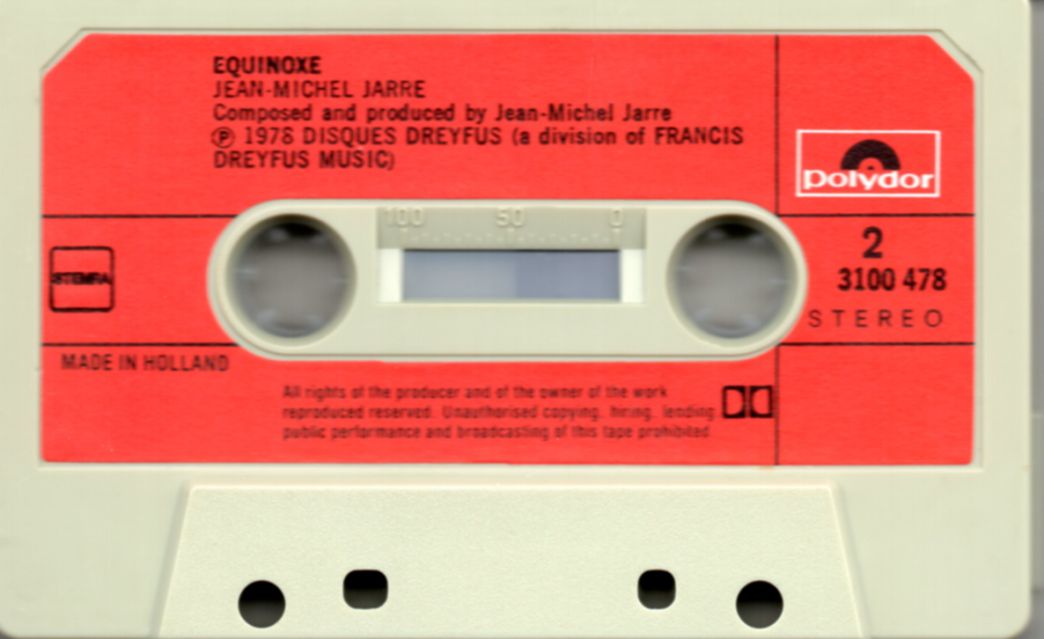 EQUINOXE
JEAN-MICHEL JARRE
Composed and produced by Jean-Michel Jarre
Ⓟ 1978 DISQUES DREYFUS (a division of FRANCIS
DREYFUS MUSIC)
polydor
100 50 0
2
3100 478
STEREO
STEMRA
MADE IN HOLLAND
All rights of the producer and of the owner of the work
reproduced reserved. Unauthorised copying, hiring, lending
public performance and broadcasting of this tape prohibited